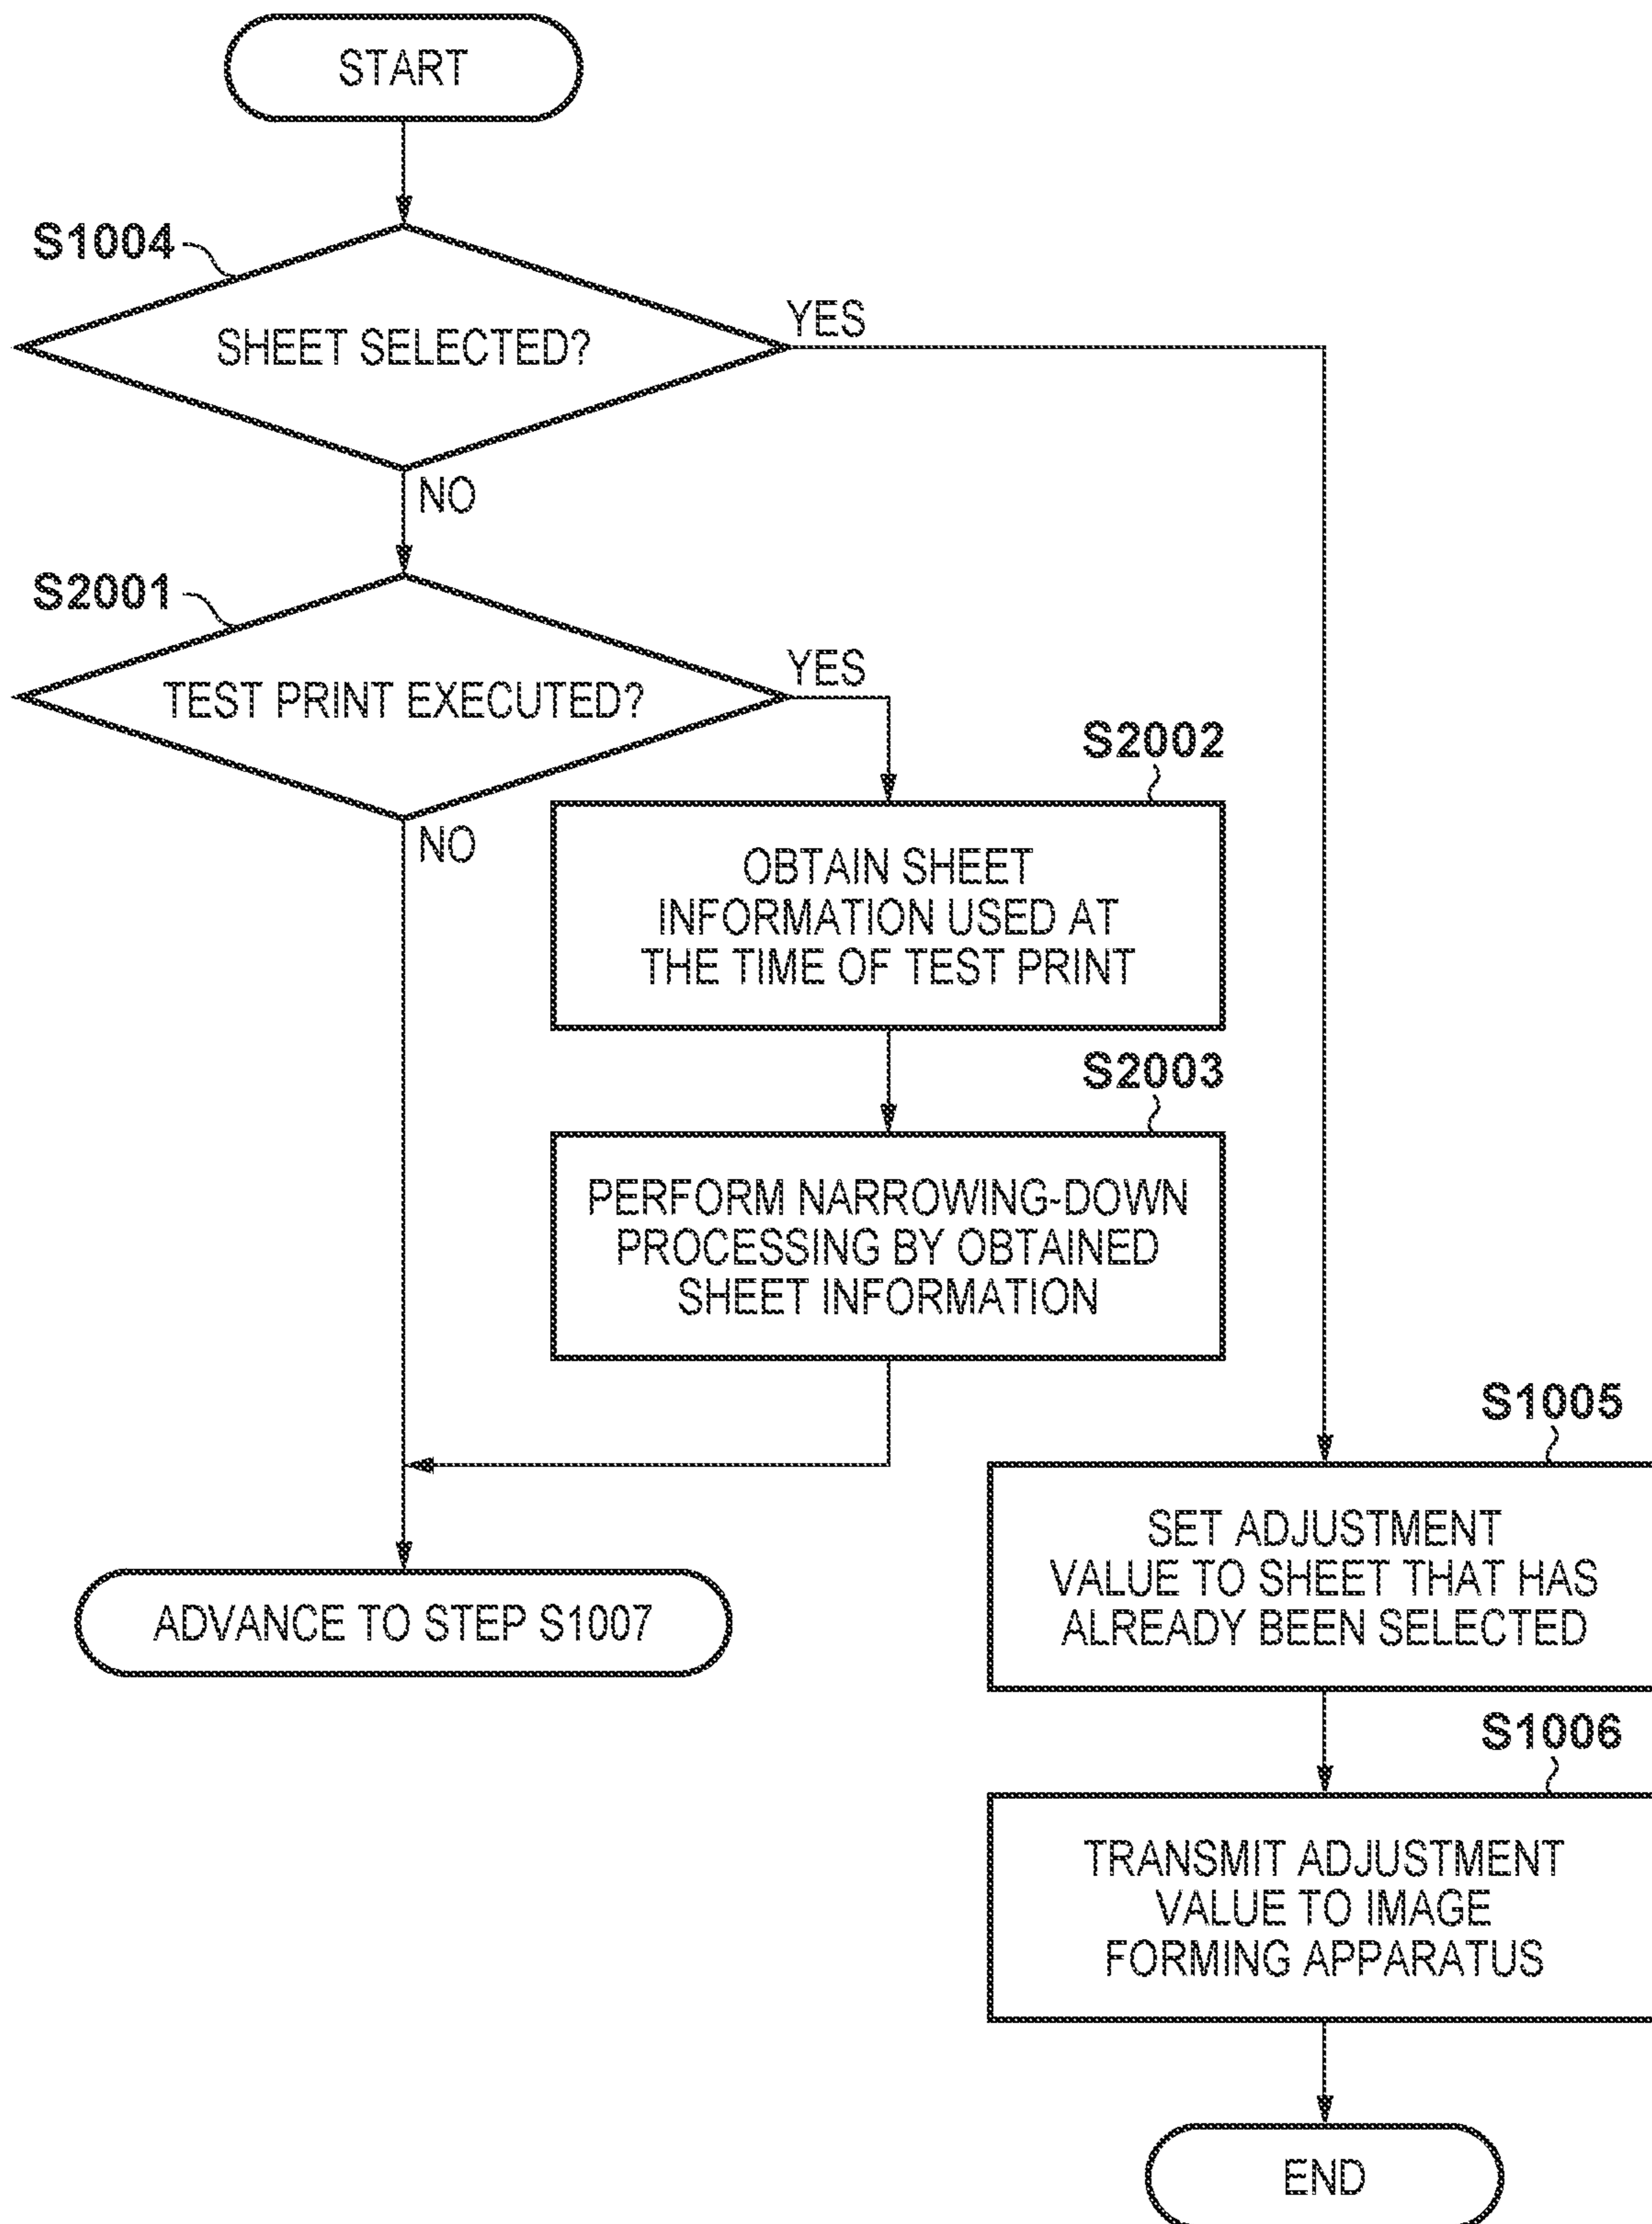 START
S1004
SHEET SELECTED?
YES
NO
S2001
TEST PRINT EXECUTED?
YES
NO
S2002
OBTAIN SHEET
INFORMATION USED AT
THE TIME OF TEST PRINT
S2003
PERFORM NARROWING-DOWN
PROCESSING BY OBTAINED
SHEET INFORMATION
ADVANCE TO STEP S1007
S1005
SET ADJUSTMENT
VALUE TO SHEET THAT HAS
ALREADY BEEN SELECTED
S1006
TRANSMIT ADJUSTMENT
VALUE TO IMAGE
FORMING APPARATUS
END